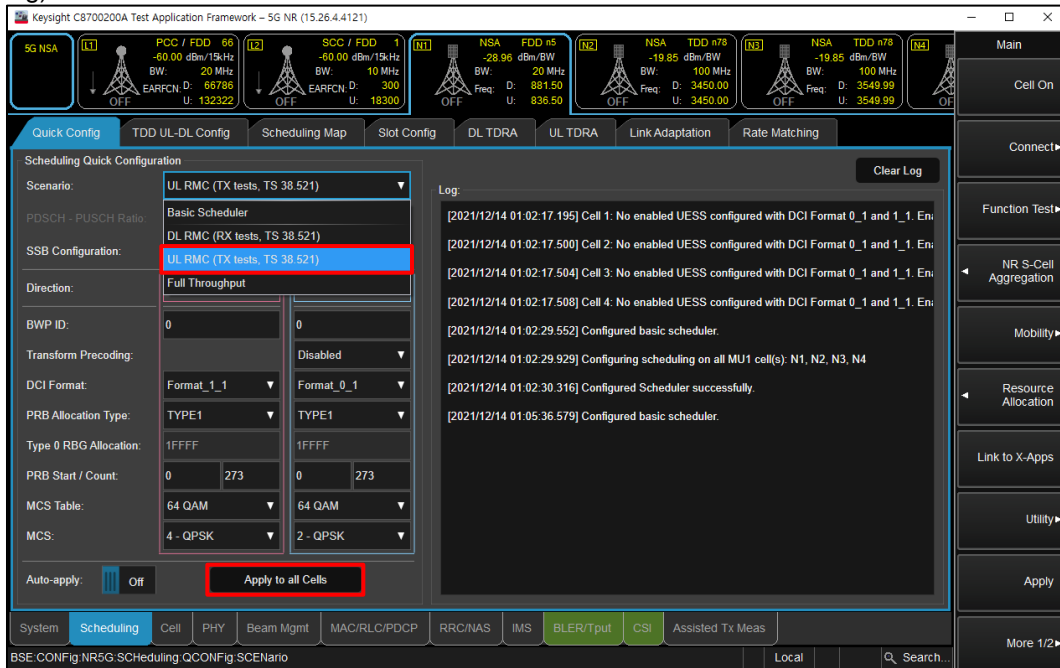 Keysight C8700200A Test Application Framework – 5G NR (15.26.4.4121)
5G NSA
L1
PCC / FDD 66
-60.00 dBm/15kHz
BW: 20 MHz
EARFCN: D: 66786
U: 132322
OFF
L2
SCC / FDD 1
-60.00 dBm/15kHz
BW: 10 MHz
EARFCN: D: 300
U: 18300
OFF
N1
NSA FDD n5
-28.96 dBm/BW
BW: 20 MHz
Freq: D: 881.50
U: 836.50
OFF
N2
NSA TDD n78
-19.85 dBm/BW
BW: 100 MHz
Freq: D: 3450.00
U: 3450.00
OFF
N3
NSA TDD n78
-19.85 dBm/BW
BW: 100 MHz
Freq: D: 3549.99
U: 3549.99
OFF
N4
Quick Config TDD UL-DL Config Scheduling Map Slot Config DL TDRA UL TDRA Link Adaptation Rate Matching
Scheduling Quick Configuration
Scenario: UL RMC (TX tests, TS 38.521)
Basic Scheduler
DL RMC (RX tests, TS 38.521)
UL RMC (TX tests, TS 38.521)
Full Throughput
PDSCH - PUSCH Ratio:
SSB Configuration:
Direction:
BWP ID: 0 0
Transform Precoding: Disabled
DCI Format: Format_1_1 Format_0_1
PRB Allocation Type: TYPE1 TYPE1
Type 0 RBG Allocation: 1FFFF 1FFFF
PRB Start / Count: 0 273 0 273
MCS Table: 64 QAM 64 QAM
MCS: 4 - QPSK 2 - QPSK
Auto-apply: Off Apply to all Cells
Clear Log
Log:
[2021/12/14 01:02:17.195] Cell 1: No enabled UESS configured with DCI Format 0_1 and 1_1. Ena
[2021/12/14 01:02:17.500] Cell 2: No enabled UESS configured with DCI Format 0_1 and 1_1. Ena
[2021/12/14 01:02:17.504] Cell 3: No enabled UESS configured with DCI Format 0_1 and 1_1. Ena
[2021/12/14 01:02:17.508] Cell 4: No enabled UESS configured with DCI Format 0_1 and 1_1. Ena
[2021/12/14 01:02:29.552] Configured basic scheduler.
[2021/12/14 01:02:29.929] Configuring scheduling on all MU1 cell(s): N1, N2, N3, N4
[2021/12/14 01:02:30.316] Configured Scheduler successfully.
[2021/12/14 01:05:36.579] Configured basic scheduler.
Main
Cell On
Connect
Function Test
NR S-Cell
Aggregation
Mobility
Resource
Allocation
Link to X-Apps
Utility
Apply
More 1/2
System Scheduling Cell PHY Beam Mgmt MAC/RLC/PDCP RRC/NAS IMS BLER/Tput CSI Assisted Tx Meas
BSE:CONFig:NR5G:SCHeduling:QCONFig:SCENario Local Search...